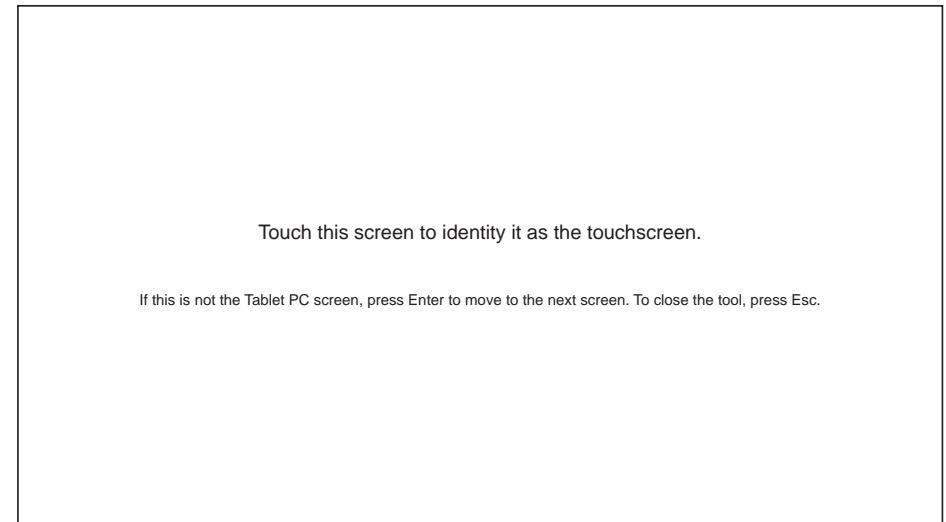 Touch this screen to identity it as the touchscreen.
If this is not the Tablet PC screen, press Enter to move to the next screen. To close the tool, press Esc.